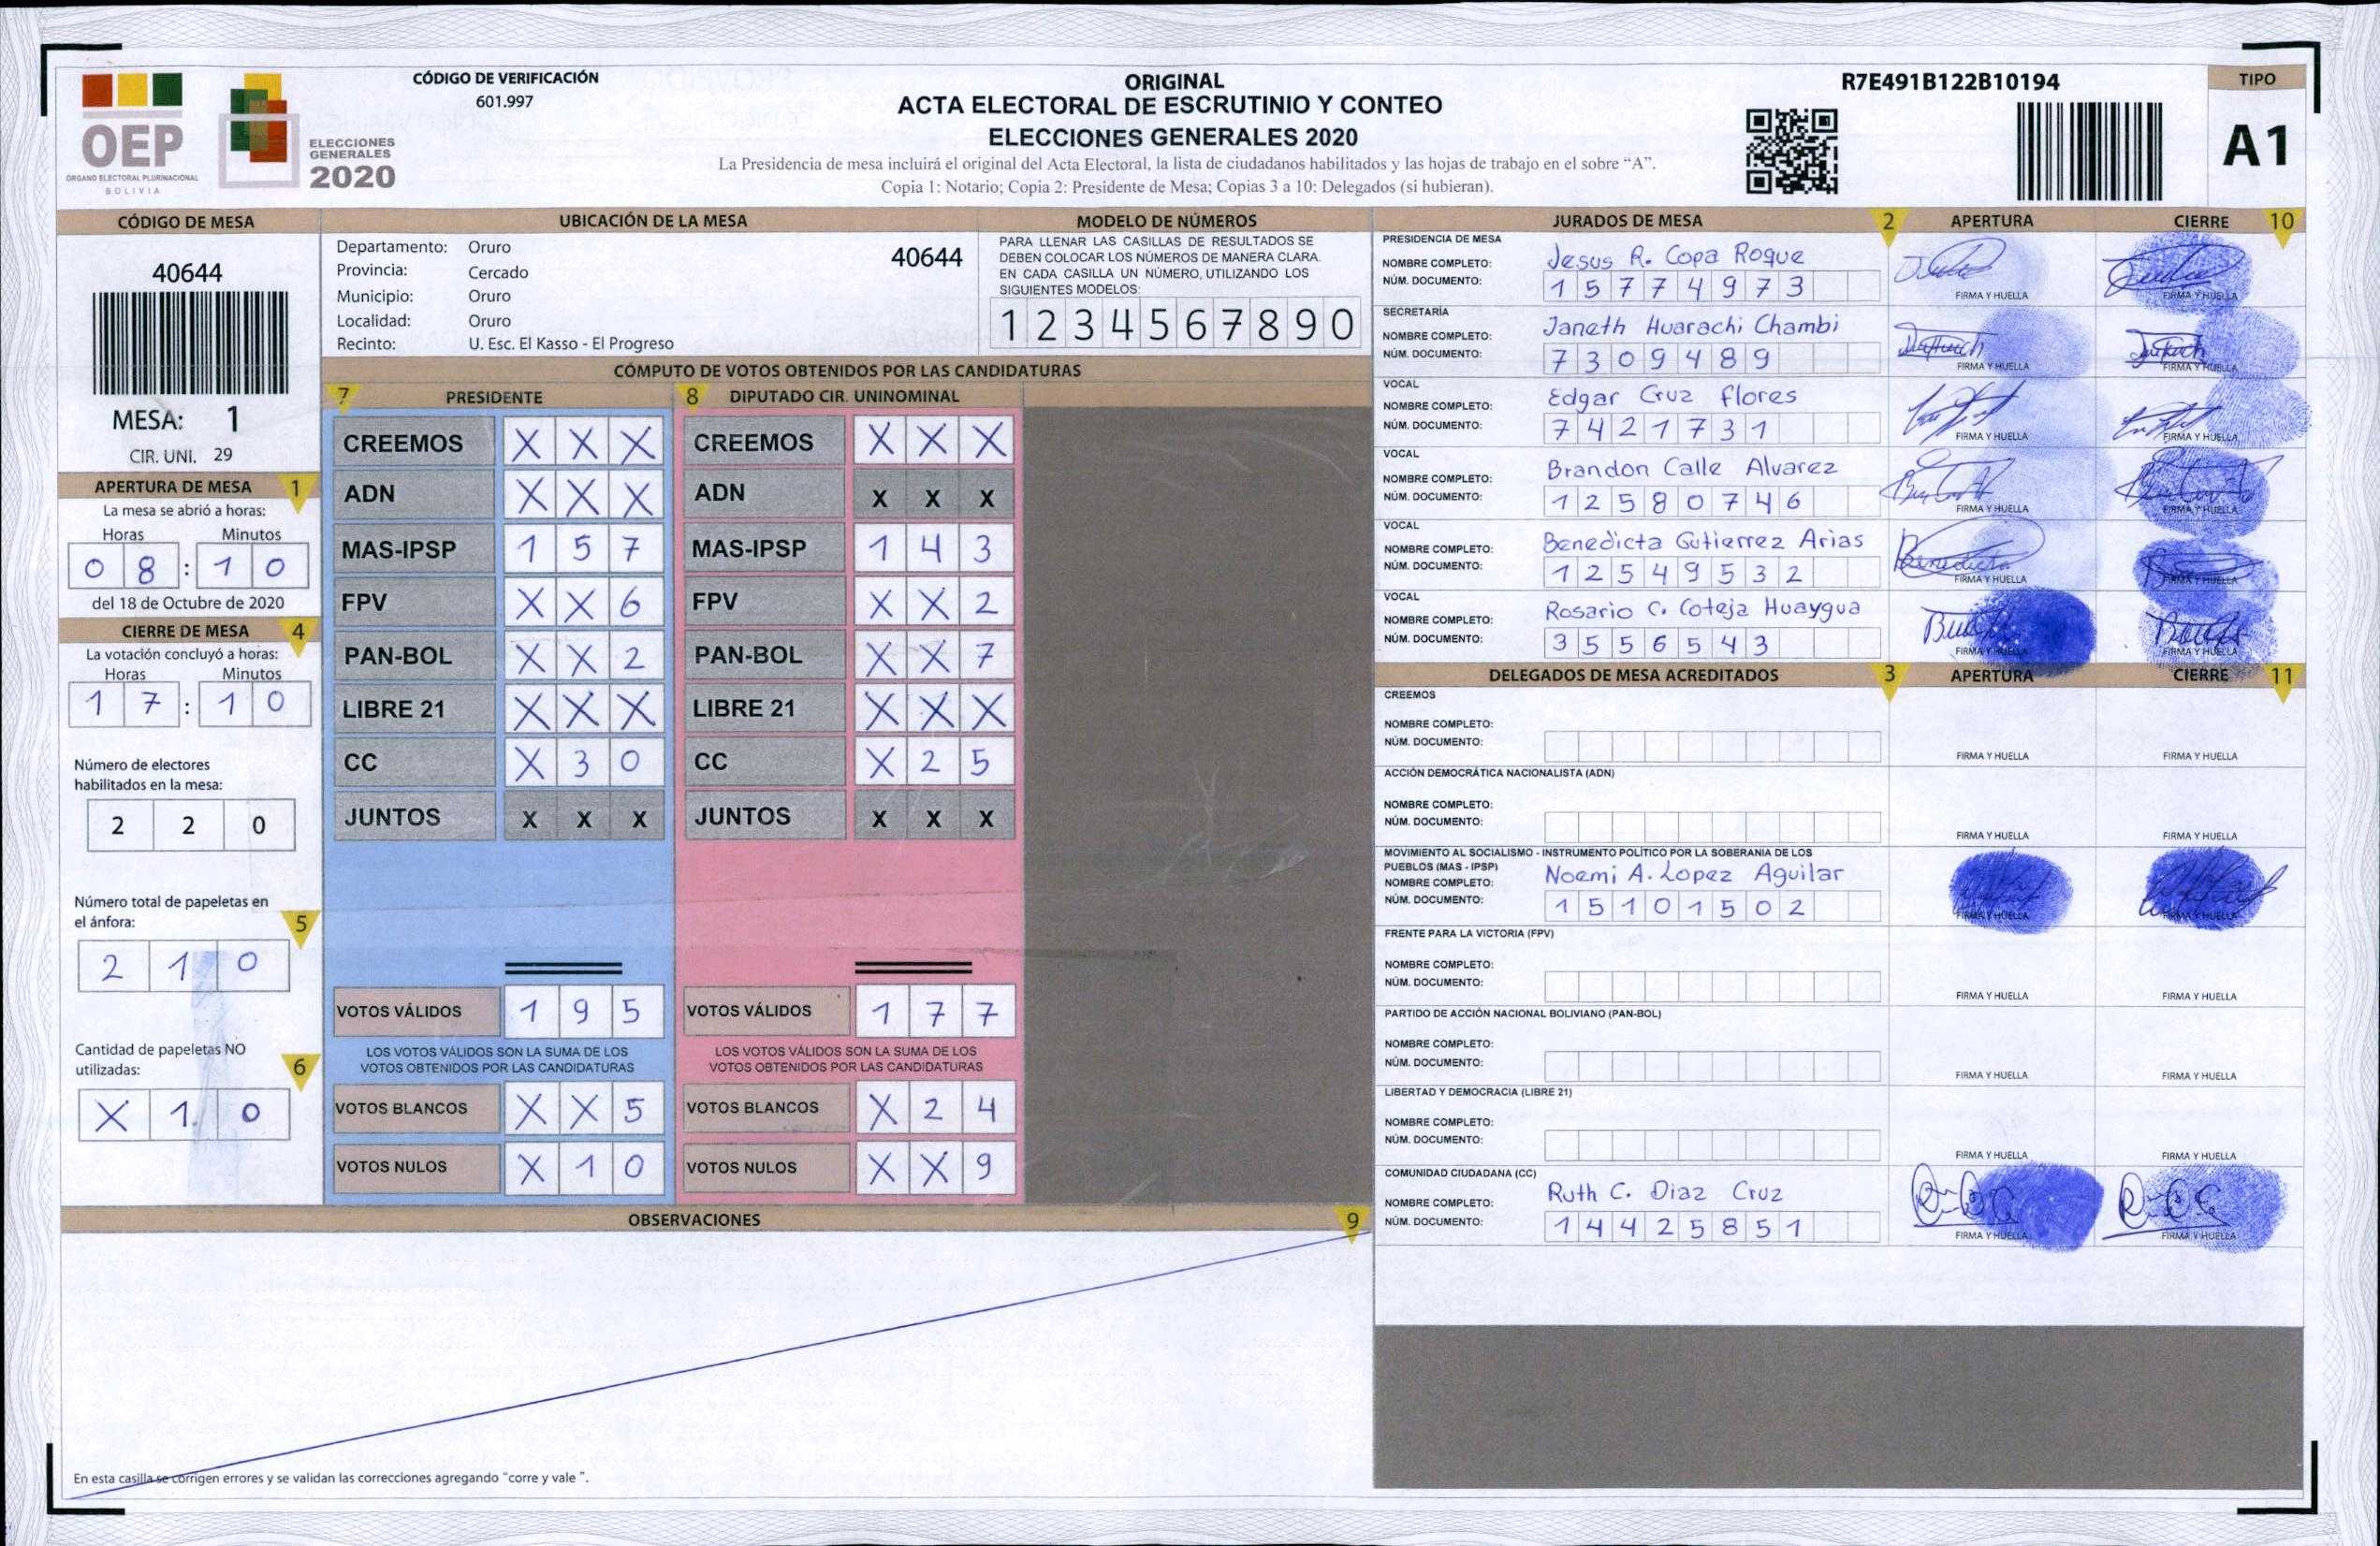 OEP
ÓRGANO ELECTORAL PLURINACIONAL
BOLIVIA
ELECCIONES
GENERALES
2020
CÓDIGO DE VERIFICACIÓN
601.997
ORIGINAL
ACTA ELECTORAL DE ESCRUTINIO Y CONTEO
ELECCIONES GENERALES 2020
La Presidencia de mesa incluirá el original del Acta Electoral, la lista de ciudadanos habilitados y las hojas de trabajo en el sobre “A”.
Copia 1: Notario; Copia 2: Presidente de Mesa; Copias 3 a 10: Delegados (si hubieran).
R7E491B122B10194
TIPO
A1
CÓDIGO DE MESA
40644
MESA: 1
CIR. UNI. 29
APERTURA DE MESA 1
La mesa se abrió a horas:
Horas Minutos
0 8 : 1 0
del 18 de Octubre de 2020
CIERRE DE MESA 4
La votación concluyó a horas:
Horas Minutos
1 7 : 1 0
Número de electores
habilitados en la mesa:
2 2 0
Número total de papeletas en
el ánfora: 5
2 1 0
Cantidad de papeletas NO
utilizadas: 6
X 1 0
UBICACIÓN DE LA MESA
Departamento: Oruro
Provincia: Cercado
Municipio: Oruro
Localidad: Oruro
Recinto: U. Esc. El Kasso - El Progreso
40644
MODELO DE NÚMEROS
PARA LLENAR LAS CASILLAS DE RESULTADOS SE
DEBEN COLOCAR LOS NÚMEROS DE MANERA CLARA.
EN CADA CASILLA UN NÚMERO, UTILIZANDO LOS
SIGUIENTES MODELOS:
1 2 3 4 5 6 7 8 9 0
CÓMPUTO DE VOTOS OBTENIDOS POR LAS CANDIDATURAS
7 PRESIDENTE 8 DIPUTADO CIR. UNINOMINAL
CREEMOS X X X CREEMOS X X X
ADN X X X ADN X X X
MAS-IPSP 1 5 7 MAS-IPSP 1 4 3
FPV X X 6 FPV X X 2
PAN-BOL X X 2 PAN-BOL X X 7
LIBRE 21 X X X LIBRE 21 X X X
CC X 3 0 CC X 2 5
JUNTOS X X X JUNTOS X X X
VOTOS VÁLIDOS 1 9 5 VOTOS VÁLIDOS 1 7 7
LOS VOTOS VÁLIDOS SON LA SUMA DE LOS LOS VOTOS VÁLIDOS SON LA SUMA DE LOS
VOTOS OBTENIDOS POR LAS CANDIDATURAS VOTOS OBTENIDOS POR LAS CANDIDATURAS
VOTOS BLANCOS X X 5 VOTOS BLANCOS X 2 4
VOTOS NULOS X 1 0 VOTOS NULOS X X 9
OBSERVACIONES 9
En esta casilla se corrigen errores y se validan las correcciones agregando “corre y vale ”.
JURADOS DE MESA 2 APERTURA CIERRE 10
PRESIDENCIA DE MESA
NOMBRE COMPLETO: Jesus R. Copa Roque
NÚM. DOCUMENTO: 1 5 7 7 4 9 7 3
FIRMA Y HUELLA FIRMA Y HUELLA
SECRETARÍA
NOMBRE COMPLETO: Janeth Huarachi Chambi
NÚM. DOCUMENTO: 7 3 0 9 4 8 9
FIRMA Y HUELLA FIRMA Y HUELLA
VOCAL
NOMBRE COMPLETO: Edgar Cruz flores
NÚM. DOCUMENTO: 7 4 2 1 7 3 1
FIRMA Y HUELLA FIRMA Y HUELLA
VOCAL
NOMBRE COMPLETO: Brandon Calle Alvarez
NÚM. DOCUMENTO: 1 2 5 8 0 7 4 6
FIRMA Y HUELLA FIRMA Y HUELLA
VOCAL
NOMBRE COMPLETO: Benedicta Gutierrez Arias
NÚM. DOCUMENTO: 1 2 5 4 9 5 3 2
FIRMA Y HUELLA FIRMA Y HUELLA
VOCAL
NOMBRE COMPLETO: Rosario C. Coteja Huaygua
NÚM. DOCUMENTO: 3 5 5 6 5 4 3
FIRMA Y HUELLA FIRMA Y HUELLA
DELEGADOS DE MESA ACREDITADOS 3 APERTURA CIERRE 11
CREEMOS
NOMBRE COMPLETO:
NÚM. DOCUMENTO:
FIRMA Y HUELLA FIRMA Y HUELLA
ACCIÓN DEMOCRÁTICA NACIONALISTA (ADN)
NOMBRE COMPLETO:
NÚM. DOCUMENTO:
FIRMA Y HUELLA FIRMA Y HUELLA
MOVIMIENTO AL SOCIALISMO - INSTRUMENTO POLÍTICO POR LA SOBERANIA DE LOS
PUEBLOS (MAS - IPSP)
NOMBRE COMPLETO: Noemi A. Lopez Aguilar
NÚM. DOCUMENTO: 1 5 1 0 1 5 0 2
FIRMA Y HUELLA FIRMA Y HUELLA
FRENTE PARA LA VICTORIA (FPV)
NOMBRE COMPLETO:
NÚM. DOCUMENTO:
FIRMA Y HUELLA FIRMA Y HUELLA
PARTIDO DE ACCIÓN NACIONAL BOLIVIANO (PAN-BOL)
NOMBRE COMPLETO:
NÚM. DOCUMENTO:
FIRMA Y HUELLA FIRMA Y HUELLA
LIBERTAD Y DEMOCRACIA (LIBRE 21)
NOMBRE COMPLETO:
NÚM. DOCUMENTO:
FIRMA Y HUELLA FIRMA Y HUELLA
COMUNIDAD CIUDADANA (CC)
NOMBRE COMPLETO: Ruth C. Diaz Cruz
NÚM. DOCUMENTO: 1 4 4 2 5 8 5 1
FIRMA Y HUELLA FIRMA Y HUELLA